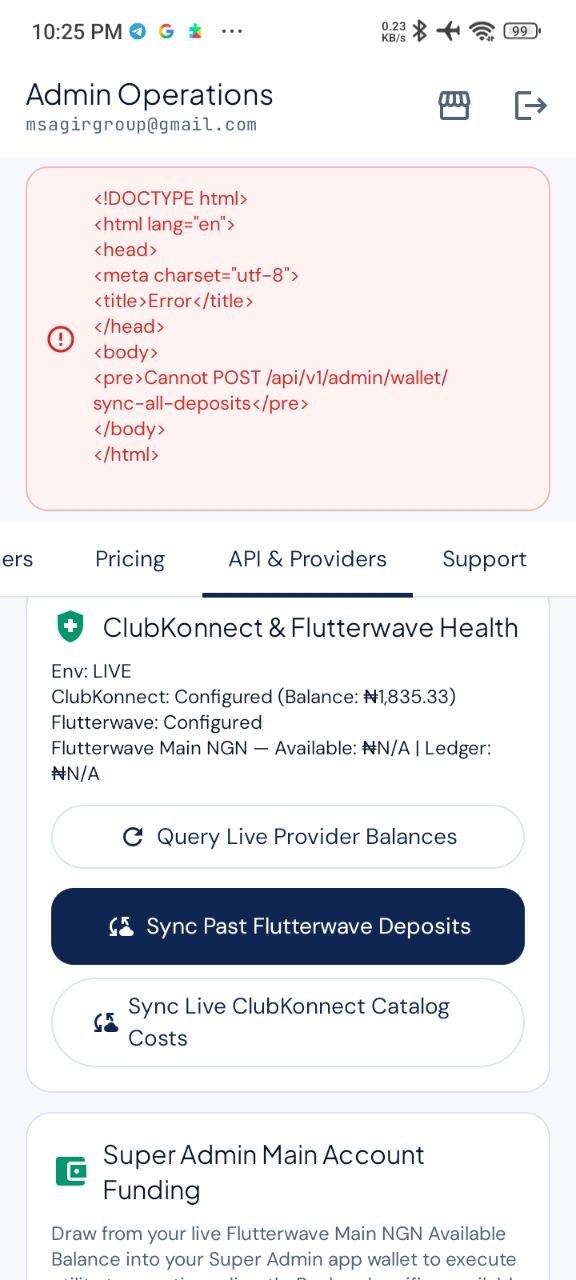 10:25 PM
0.23
KB/s
99
Admin Operations
msagirgroup@gmail.com
<!DOCTYPE html>
<html lang="en">
<head>
<meta charset="utf-8">
<title>Error</title>
</head>
<body>
<pre>Cannot POST /api/v1/admin/wallet/
sync-all-deposits</pre>
</body>
</html>
ers Pricing API & Providers Support
ClubKonnect & Flutterwave Health
Env: LIVE
ClubKonnect: Configured (Balance: ₦1,835.33)
Flutterwave: Configured
Flutterwave Main NGN — Available: ₦N/A | Ledger:
₦N/A
Query Live Provider Balances
Sync Past Flutterwave Deposits
Sync Live ClubKonnect Catalog
Costs
Super Admin Main Account
Funding
Draw from your live Flutterwave Main NGN Available
Balance into your Super Admin app wallet to execute